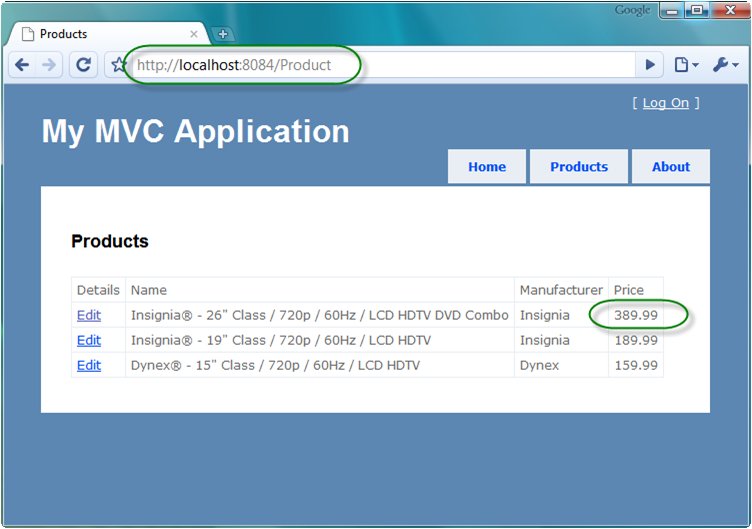 Google
Products
http://localhost:8084/Product
[ Log On ]
My MVC Application
Home Products About
Products
Details Name Manufacturer Price
Edit Insignia® - 26" Class / 720p / 60Hz / LCD HDTV DVD Combo Insignia 389.99
Edit Insignia® - 19" Class / 720p / 60Hz / LCD HDTV Insignia 189.99
Edit Dynex® - 15" Class / 720p / 60Hz / LCD HDTV Dynex 159.99